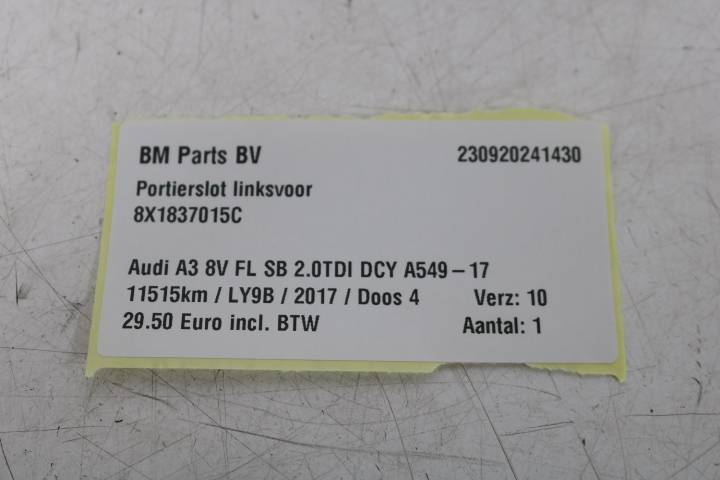 BM Parts BV 230920241430
Portierslot linksvoor
8X1837015C
Audi A3 8V FL SB 2.0TDI DCY A549-17
11515km / LY9B / 2017 / Doos 4 Verz: 10
29.50 Euro incl. BTW Aantal: 1